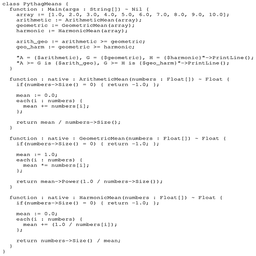 class PythagMeans {
function : Main(args : String[]) ~ Nil {
array := [1.0, 2.0, 3.0, 4.0, 5.0, 6.0, 7.0, 8.0, 9.0, 10.0];
arithmetic := ArithmeticMean(array);
geometric := GeometricMean(array);
harmonic := HarmonicMean(array);
arith_geo := arithmetic >= geometric;
geo_harm := geometric >= harmonic;
"A = {$arithmetic}, G = {$geometric}, H = {$harmonic}"->PrintLine();
"A >= G is {$arith_geo}, G >= H is {$geo_harm}"->PrintLine();
}
function : native : ArithmeticMean(numbers : Float[]) ~ Float {
if(numbers->Size() = 0) { return -1.0; };
mean := 0.0;
each(i : numbers) {
mean += numbers[i];
};
return mean / numbers->Size();
}
function : native : GeometricMean(numbers : Float[]) ~ Float {
if(numbers->Size() = 0) { return -1.0; };
mean := 1.0;
each(i : numbers) {
mean *= numbers[i];
};
return mean->Power(1.0 / numbers->Size());
}
function : native : HarmonicMean(numbers : Float[]) ~ Float {
if(numbers->Size() = 0) { return -1.0; };
mean := 0.0;
each(i : numbers) {
mean += (1.0 / numbers[i]);
};
return numbers->Size() / mean;
}
}